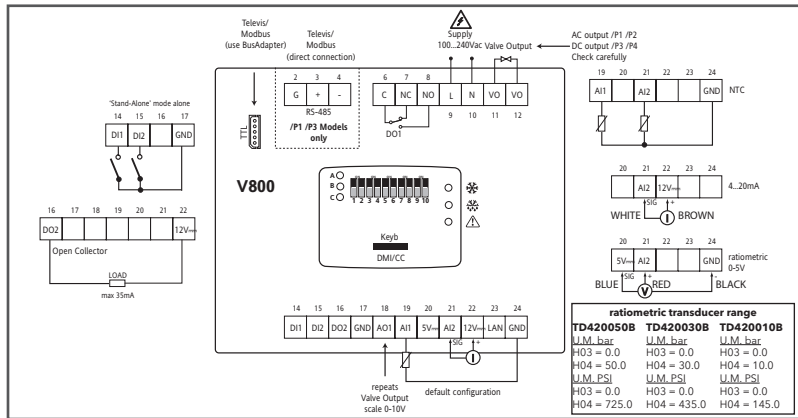 Televis/
Modbus
(use BusAdapter)
Televis/
Modbus
(direct connection)
Supply
100...240Vac
Valve Output
AC output /P1 /P2
DC output /P3 /P4
Check carefully
2 3 4
G + -
RS-485
/P1 /P3 Models
only
TTL
6 7 8
C NC NO L N VO VO
9 10 11 12
DO1
19 20 21 22 23 24
AI1 AI2 GND
NTC
'Stand-Alone' mode alone
14 15 16 17
DI1 DI2 GND
V800
A
B
C
1 2 3 4 5 6 7 8 9 10
Keyb
DMI/CC
20 21 22 23 24
AI2 12V
4...20mA
SIG +
WHITE I BROWN
16 17 18 19 20 21 22
DO2 12V
Open Collector
LOAD
max 35mA
20 21 22 23 24
5V AI2 GND
ratiometric
0-5V
SIG + -
BLUE V RED BLACK
14 15 16 17 18 19 20 21 22 23 24
DI1 DI2 DO2 GND AO1 AI1 5V AI2 12V LAN GND
SIG +
I
repeats
Valve Output
scale 0-10V
default configuration
ratiometric transducer range
TD420050B TD420030B TD420010B
U.M. bar U.M. bar U.M. bar
H03 = 0.0 H03 = 0.0 H03 = 0.0
H04 = 50.0 H04 = 30.0 H04 = 10.0
U.M. PSI U.M. PSI U.M. PSI
H03 = 0.0 H03 = 0.0 H03 = 0.0
H04 = 725.0 H04 = 435.0 H04 = 145.0